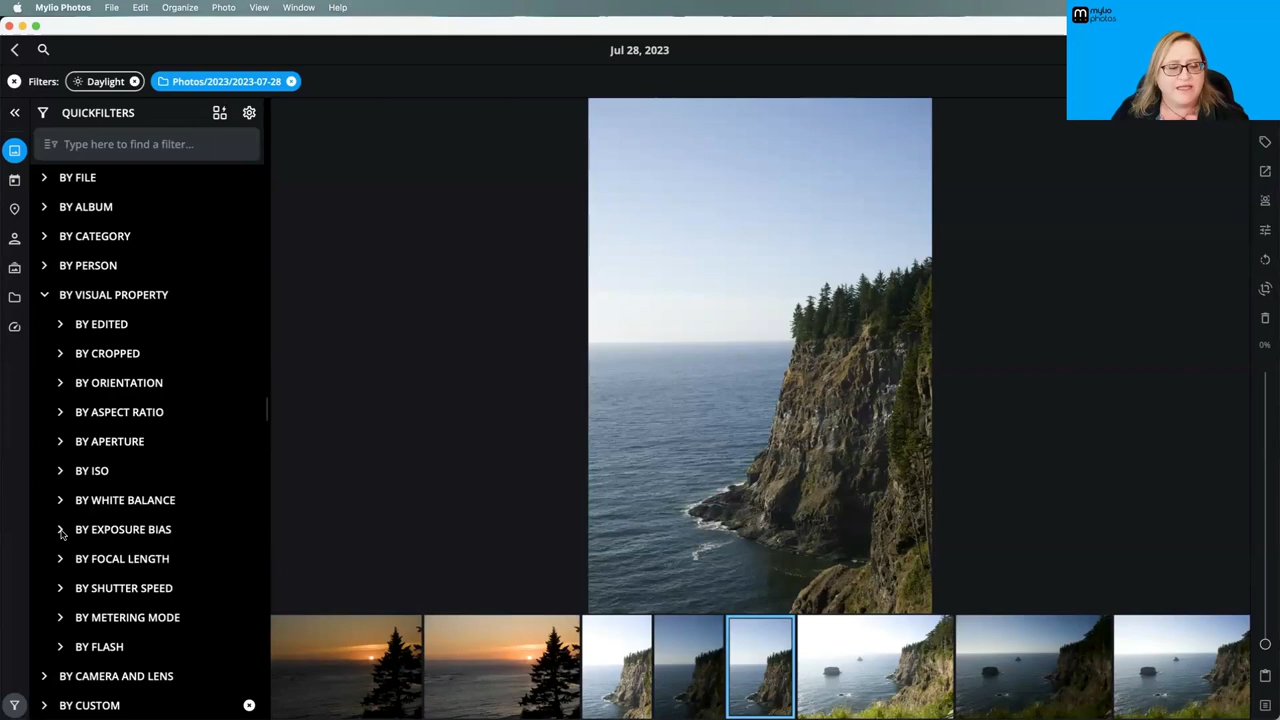 Mylio Photos File Edit Organize Photo View Window Help
mylio
photos
Jul 28, 2023
Filters: Daylight Photos/2023/2023-07-28
QUICKFILTERS
Type here to find a filter...
BY FILE
BY ALBUM
BY CATEGORY
BY PERSON
BY VISUAL PROPERTY
BY EDITED
BY CROPPED
BY ORIENTATION
BY ASPECT RATIO
BY APERTURE
BY ISO
BY WHITE BALANCE
BY EXPOSURE BIAS
BY FOCAL LENGTH
BY SHUTTER SPEED
BY METERING MODE
BY FLASH
BY CAMERA AND LENS
BY CUSTOM
0%